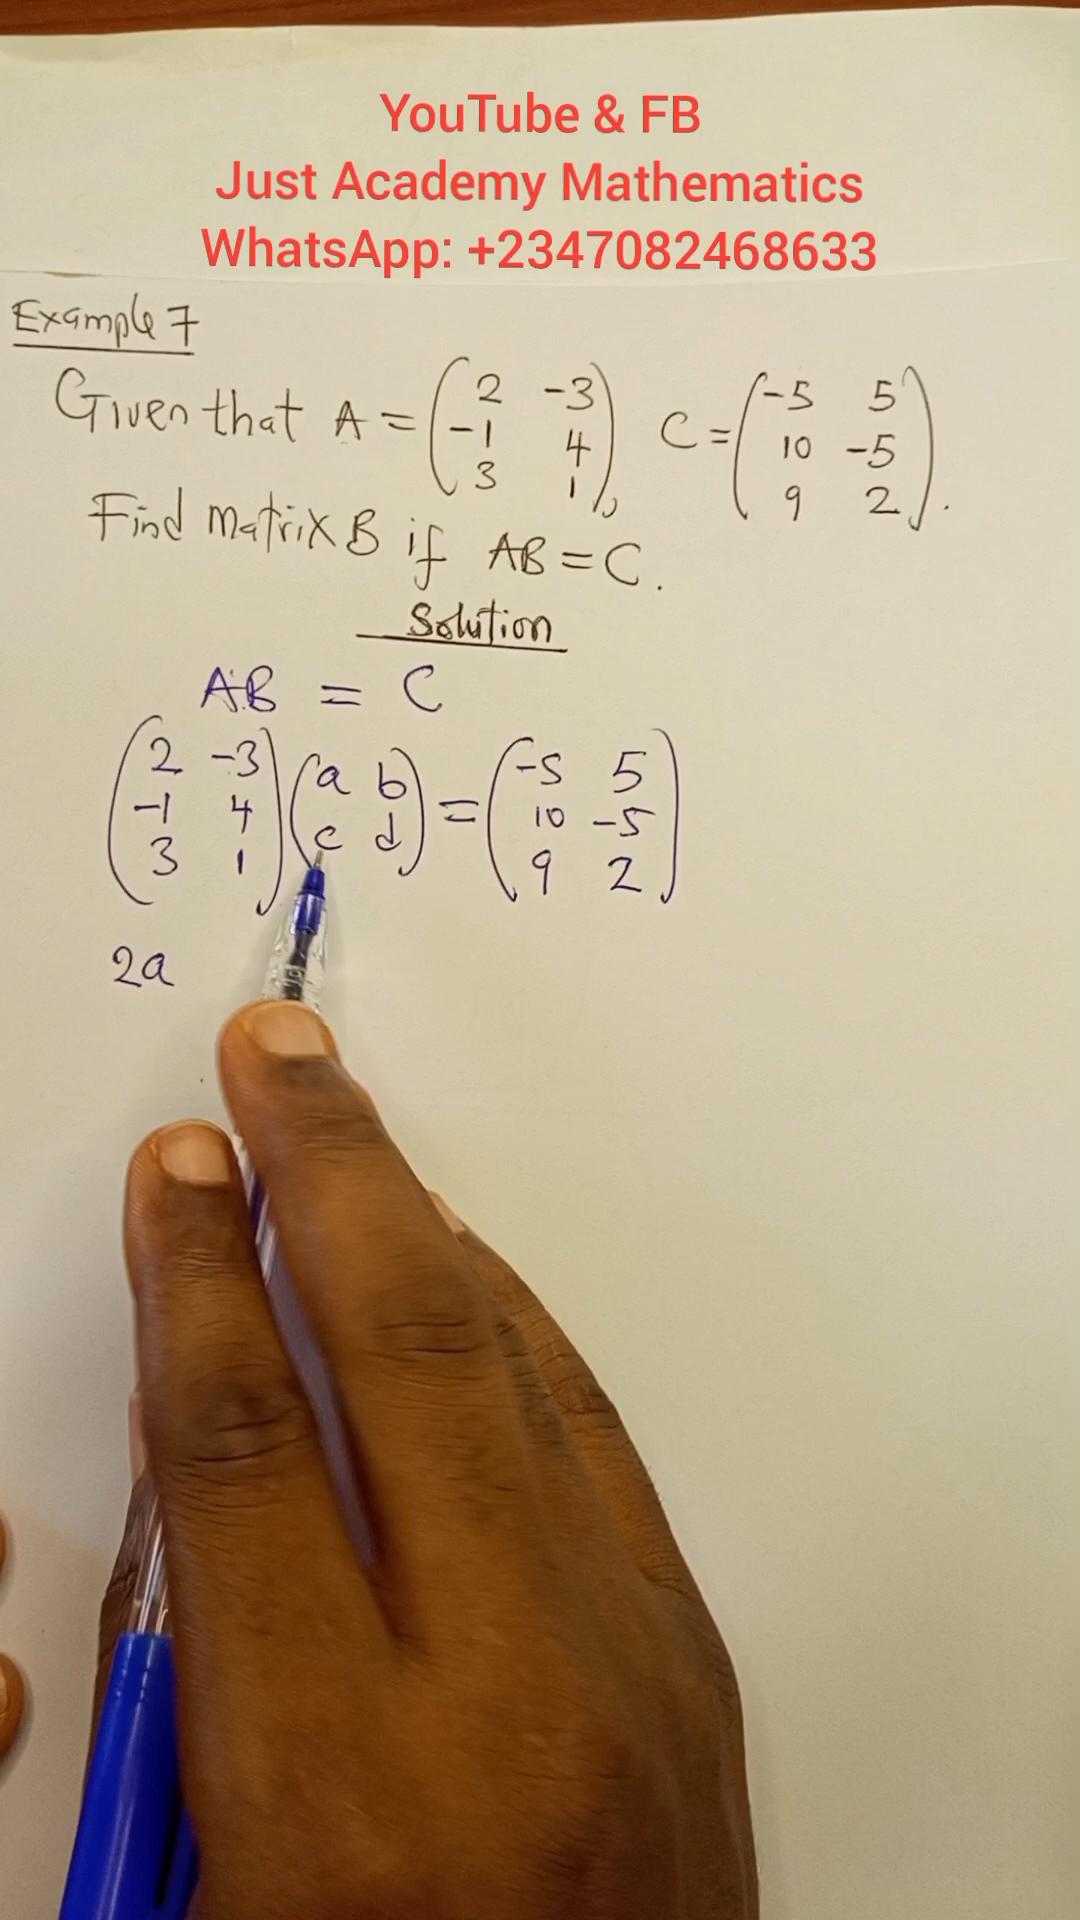 YouTube & FB
Just Academy Mathematics
WhatsApp: +2347082468633
Example 7
Given that A = ( 2 -3
-1 4
3 1 ), C = ( -5 5
10 -5
9 2 ).
Find matrix B if AB = C.
Solution
AB = C
( 2 -3
-1 4
3 1 ) ( a b
c d ) = ( -5 5
10 -5
9 2 )
2a